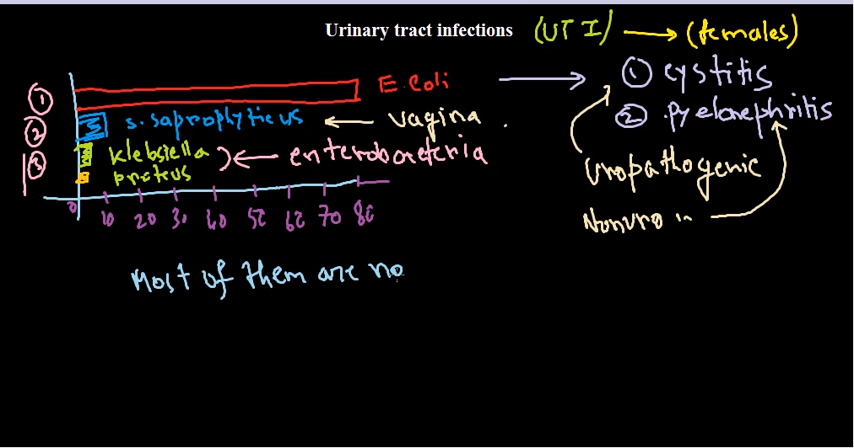 Urinary tract infections (UTI) → (females)
① E. Coli → ① cystitis
② s. saprophyticus ← vagina . ② pyelonephritis
③ klebsiella proteus ← enterobacteria
Uropathogenic
Nonuro "
0 10 20 30 40 50 60 70 80
Most of them are no